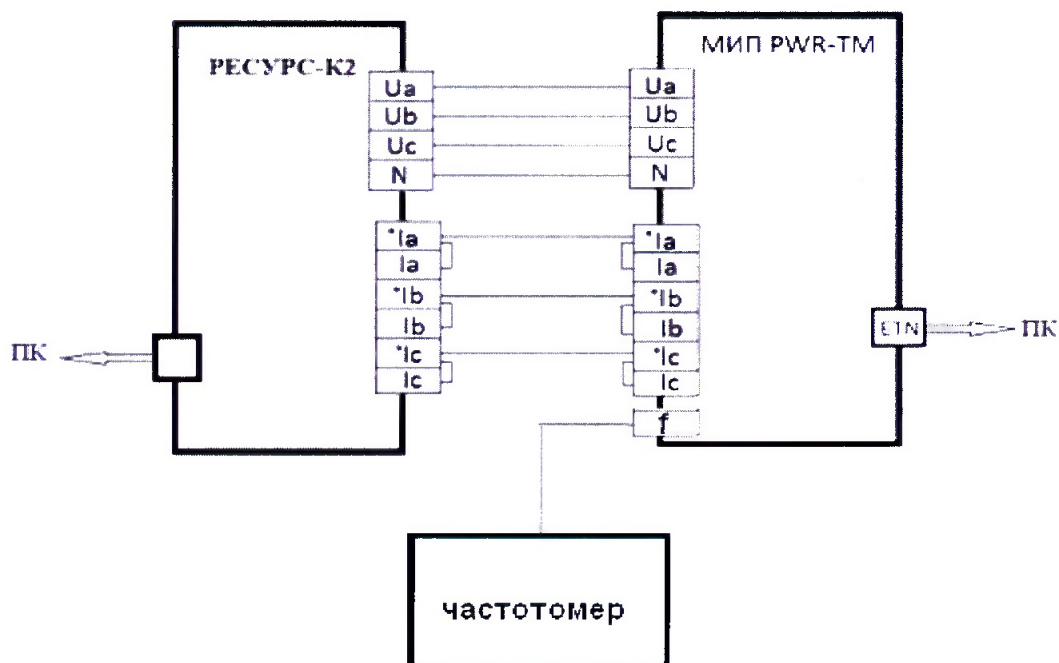 РЕСУРС-К2
Ua
Ub
Uc
N
*Ia
Ia
*Ib
Ib
*Ic
Ic
ПК
МИП PWR-TM
Ua
Ub
Uc
N
*Ia
Ia
*Ib
Ib
*Ic
Ic
f
ETN
ПК
частотомер